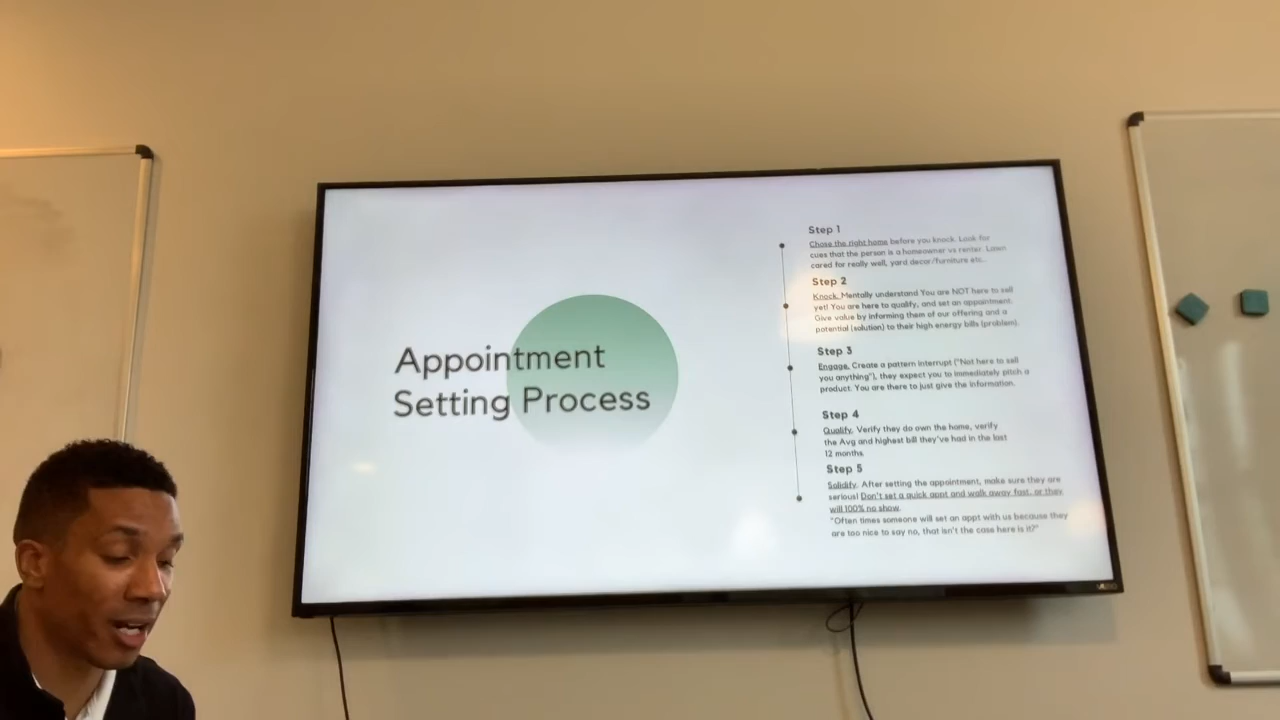 Appointment
Setting Process
Step 1
Chose the right home before you knock. Look for
cues that the person is a homeowner vs renter. Lawn
cared for really well, yard decor/furniture etc.
Step 2
Knock. Mentally understand You are NOT here to sell
yet! You are here to qualify, and set an appointment.
Give value by informing them of our offering and a
potential (solution) to their high energy bills (problem).
Step 3
Engage. Create a pattern interrupt ("Not here to sell
you anything"), they expect you to immediately pitch a
product. You are there to just give the information.
Step 4
Qualify. Verify they do own the home, verify
the Avg and highest bill they've had in the last
12 months.
Step 5
Solidify. After setting the appointment, make sure they are
serious! Don't set a quick appt and walk away fast, or they
will 100% no show.
"Often times someone will set an appt with us because they
are too nice to say no, that isn't the case here is it?"
VIZIO